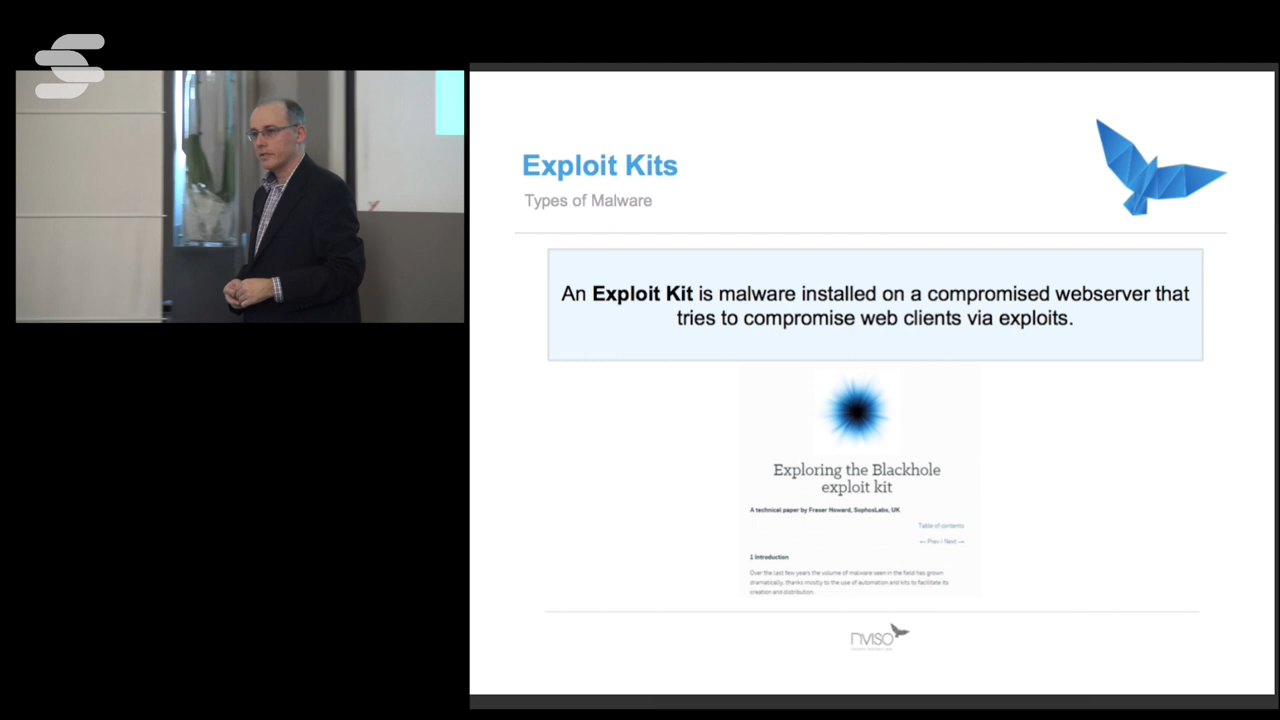 Exploit Kits
Types of Malware
An Exploit Kit is malware installed on a compromised webserver that
tries to compromise web clients via exploits.
Exploring the Blackhole
exploit kit
A technical paper by Fraser Howard, SophosLabs, UK
Table of contents
← Prev | Next →
1 Introduction
Over the last few years the volume of malware seen in the field has grown
dramatically, thanks mostly to the use of automation and kits to facilitate its
creation and distribution.
NVISO